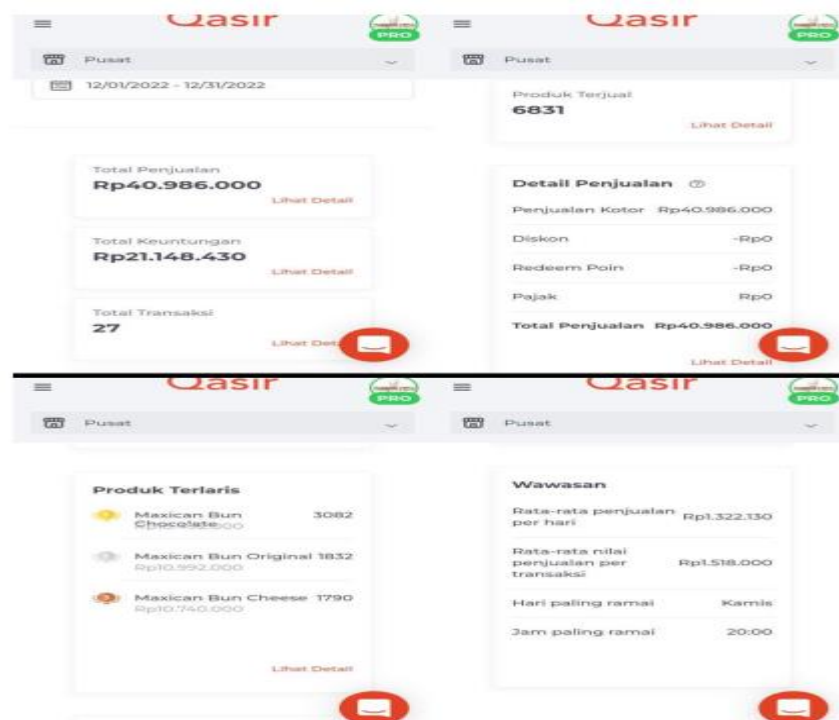 Qasir
PRO
Pusat
12/01/2022 - 12/31/2022
Total Penjualan
Rp40.986.000
Lihat Detail
Total Keuntungan
Rp21.148.430
Lihat Detail
Total Transaksi
27
Lihat Deta
Qasir
PRO
Pusat
Produk Terjual
6831
Lihat Detail
Detail Penjualan
Penjualan Kotor Rp40.986.000
Diskon -Rp0
Redeem Poin -Rp0
Pajak Rp0
Total Penjualan Rp40.986.000
Lihat Detail
Qasir
PRO
Pusat
Produk Terlaris
Maxican Bun 3082
Chocolate
Maxican Bun Original 1832
Rp10.992.000
Maxican Bun Cheese 1790
Rp10.740.000
Lihat Detail
Qasir
PRO
Pusat
Wawasan
Rata-rata penjualan
per hari Rp1.322.130
Rata-rata nilai
penjualan per Rp1.518.000
transaksi
Hari paling ramai Kamis
Jam paling ramai 20:00